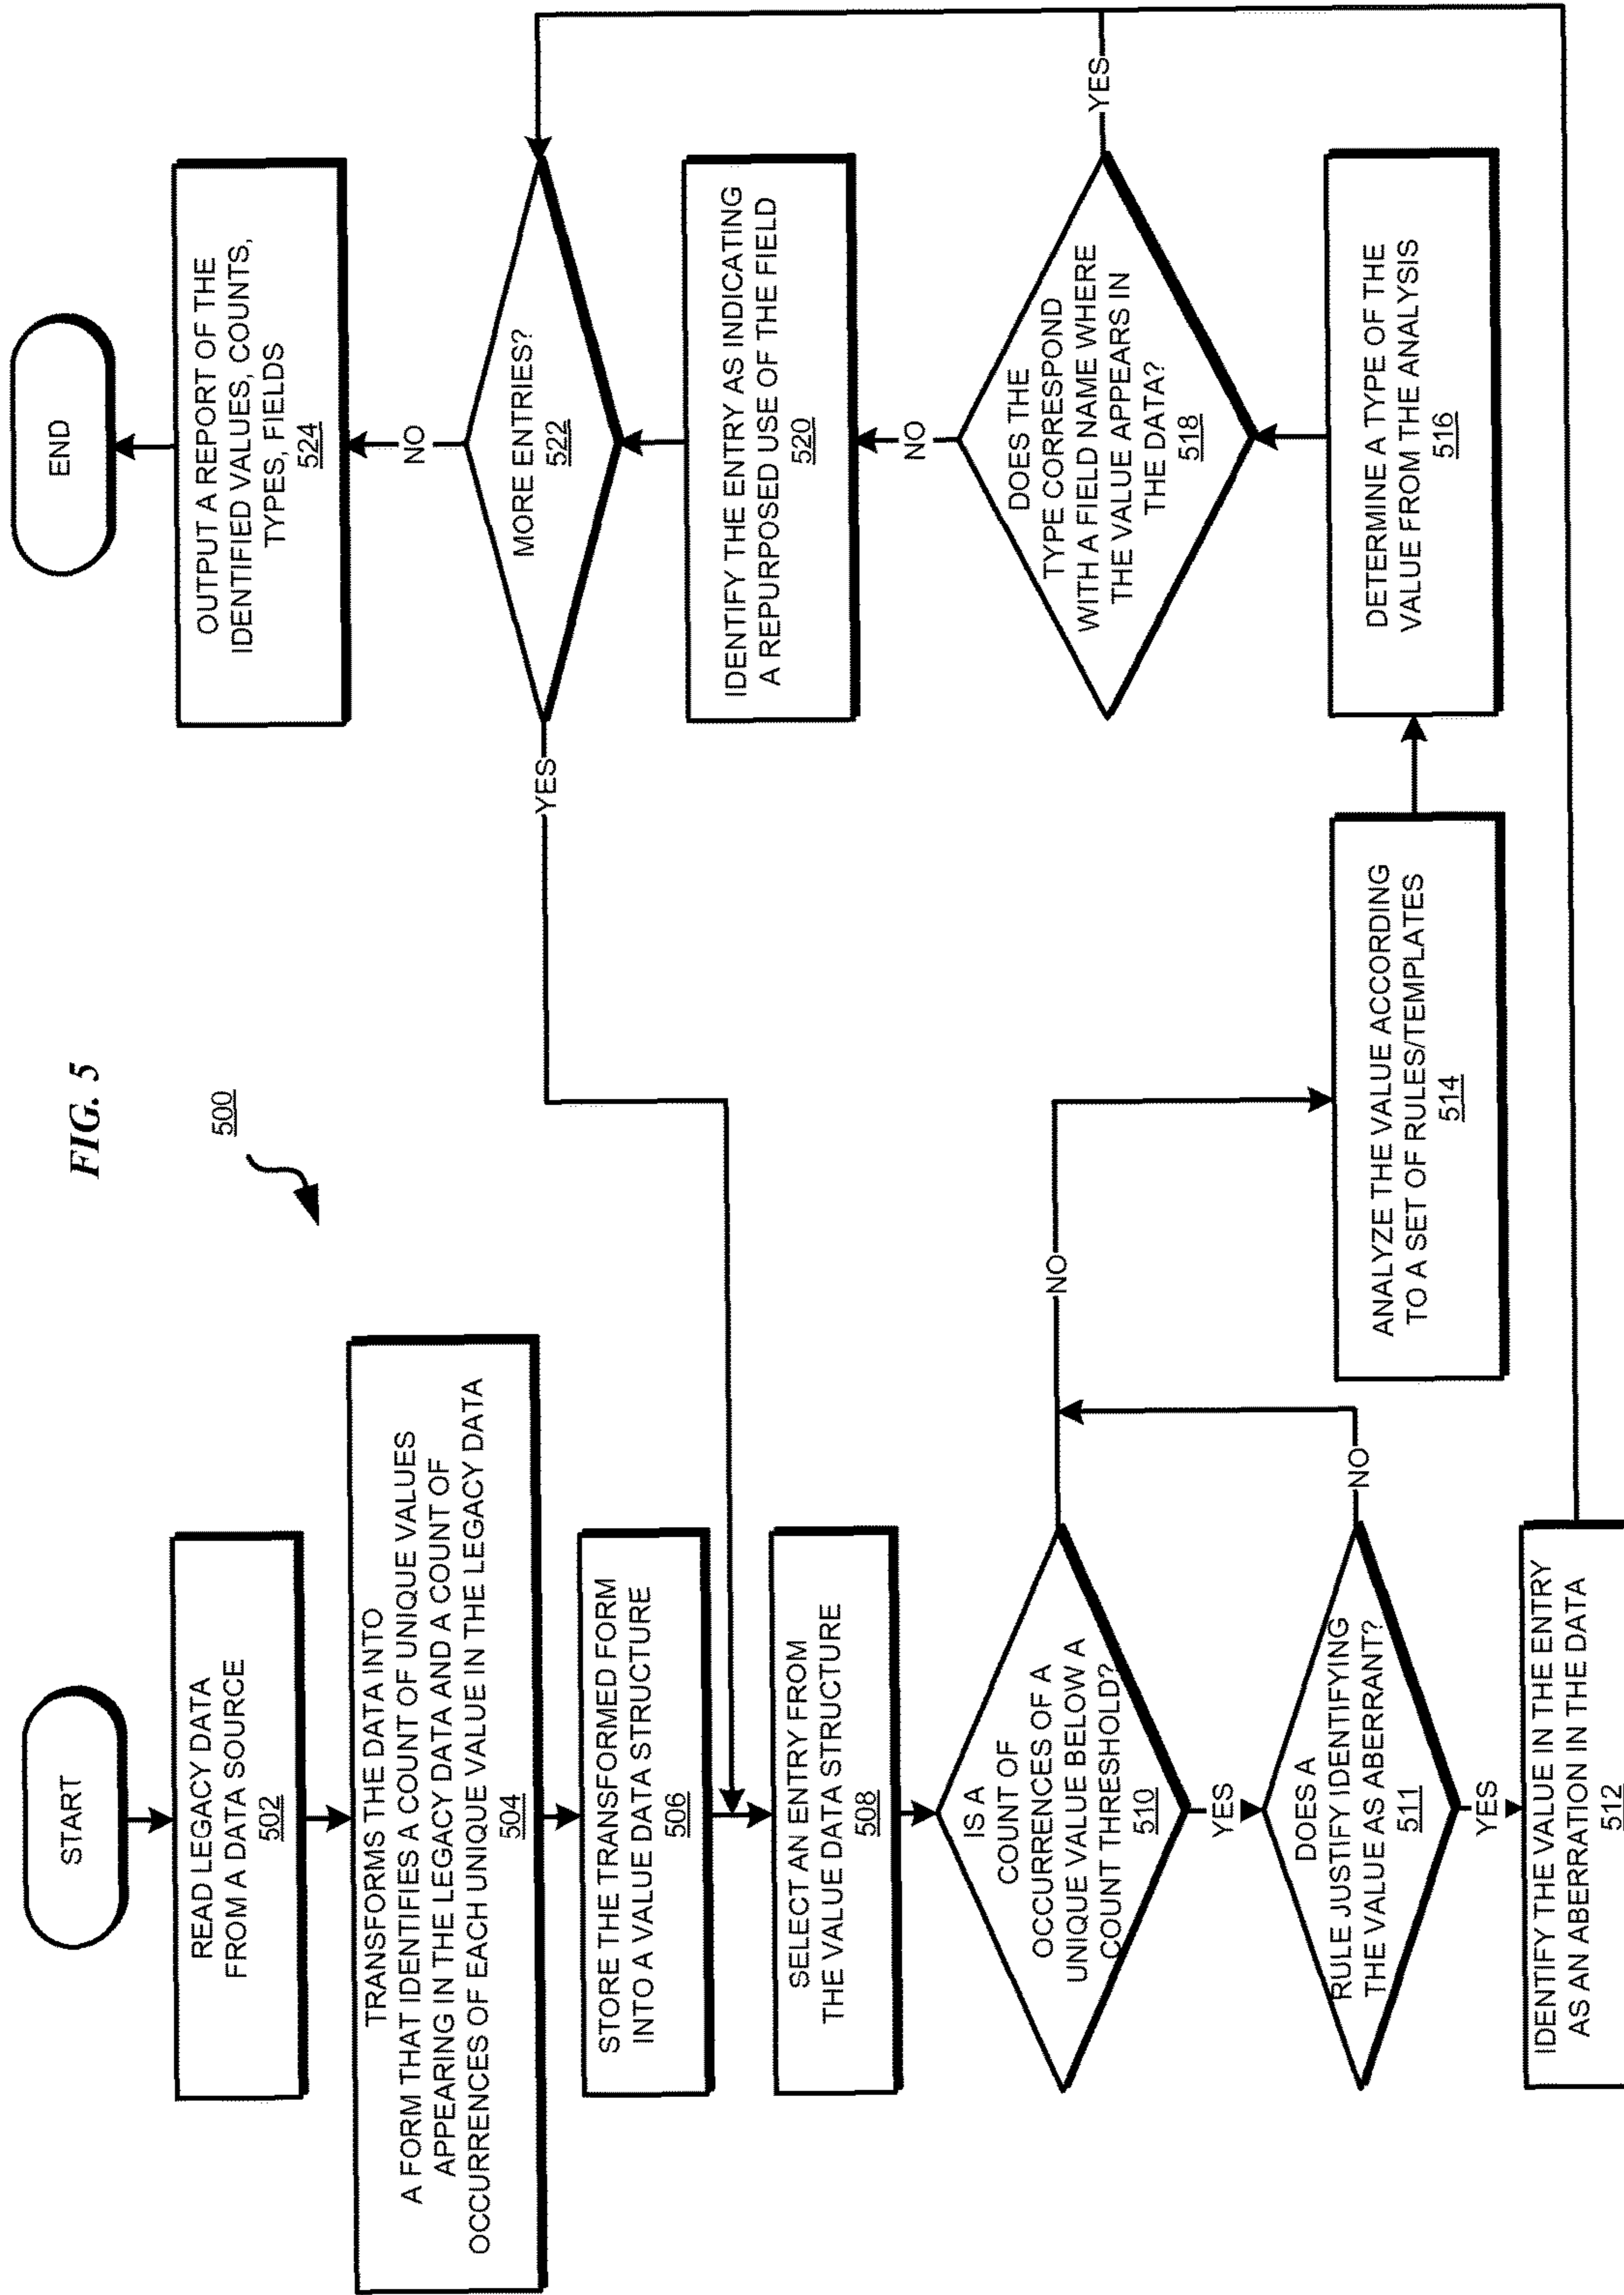 FIG. 5
500
START
READ LEGACY DATA
FROM A DATA SOURCE
502
TRANSFORMS THE DATA INTO
A FORM THAT IDENTIFIES A COUNT OF UNIQUE VALUES
APPEARING IN THE LEGACY DATA AND A COUNT OF
OCCURRENCES OF EACH UNIQUE VALUE IN THE LEGACY DATA
504
STORE THE TRANSFORMED FORM
INTO A VALUE DATA STRUCTURE
506
SELECT AN ENTRY FROM
THE VALUE DATA STRUCTURE
508
IS A
COUNT OF
OCCURRENCES OF A
UNIQUE VALUE BELOW A
COUNT THRESHOLD?
510
NO
YES
DOES A
RULE JUSTIFY IDENTIFYING
THE VALUE AS ABERRANT?
511
NO
YES
IDENTIFY THE VALUE IN THE ENTRY
AS AN ABERRATION IN THE DATA
512
ANALYZE THE VALUE ACCORDING
TO A SET OF RULES/TEMPLATES
514
DETERMINE A TYPE OF THE
VALUE FROM THE ANALYSIS
516
DOES THE
TYPE CORRESPOND
WITH A FIELD NAME WHERE
THE VALUE APPEARS IN
THE DATA?
518
YES
NO
IDENTIFY THE ENTRY AS INDICATING
A REPURPOSED USE OF THE FIELD
520
MORE ENTRIES?
522
YES
NO
OUTPUT A REPORT OF THE
IDENTIFIED VALUES, COUNTS,
TYPES, FIELDS
524
END